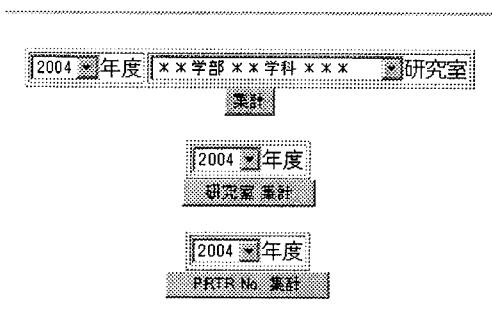 2004 年度 ××学部××学科××× 研究室
集計
2004 年度
研究室 集計
2004 年度
PRTR No. 集計